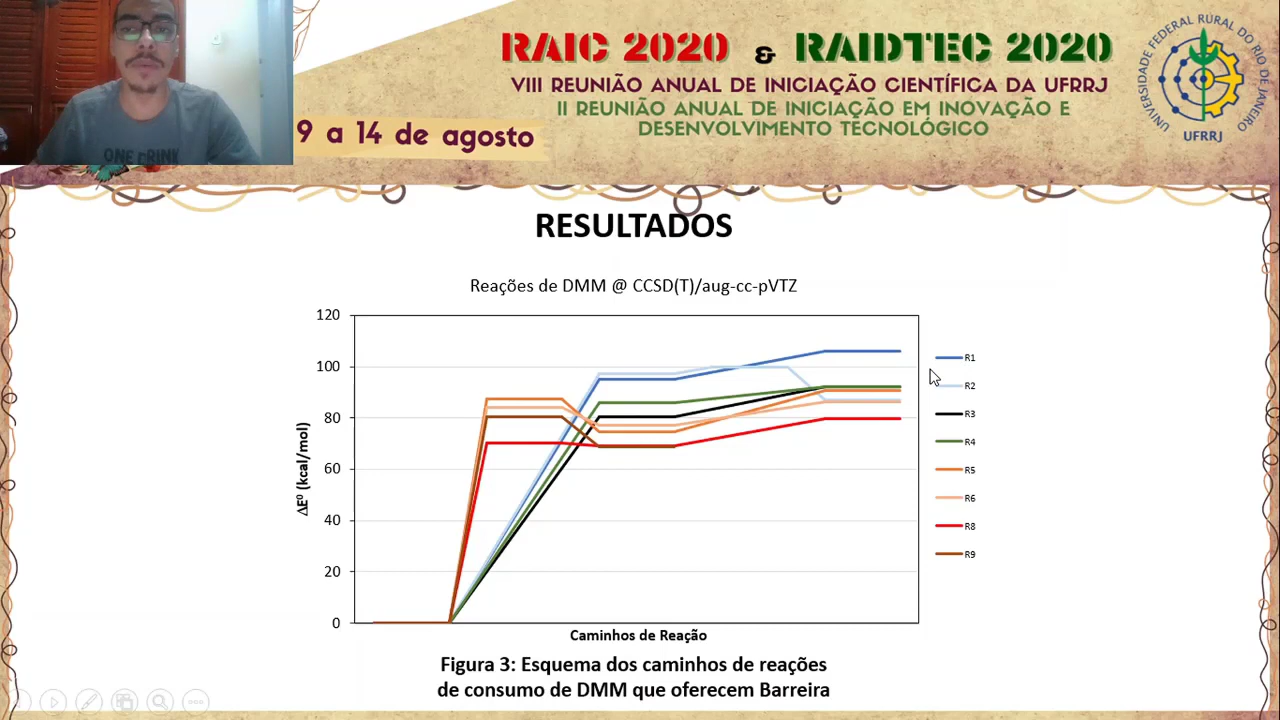 RAIC 2020 & RAIDTEC 2020
VIII REUNIÃO ANUAL DE INICIAÇÃO CIENTÍFICA DA UFRRJ
II REUNIÃO ANUAL DE INICIAÇÃO EM INOVAÇÃO E
DESENVOLVIMENTO TECNOLÓGICO
9 a 14 de agosto
UNIVERSIDADE FEDERAL RURAL DO RIO DE JANEIRO
UFRRJ
ONE DRINK
RESULTADOS
Reações de DMM @ CCSD(T)/aug-cc-pVTZ
120
100
80
60
40
20
0
ΔE⁰ (kcal/mol)
Caminhos de Reação
R1
R2
R3
R4
R5
R6
R8
R9
Figura 3: Esquema dos caminhos de reações
de consumo de DMM que oferecem Barreira